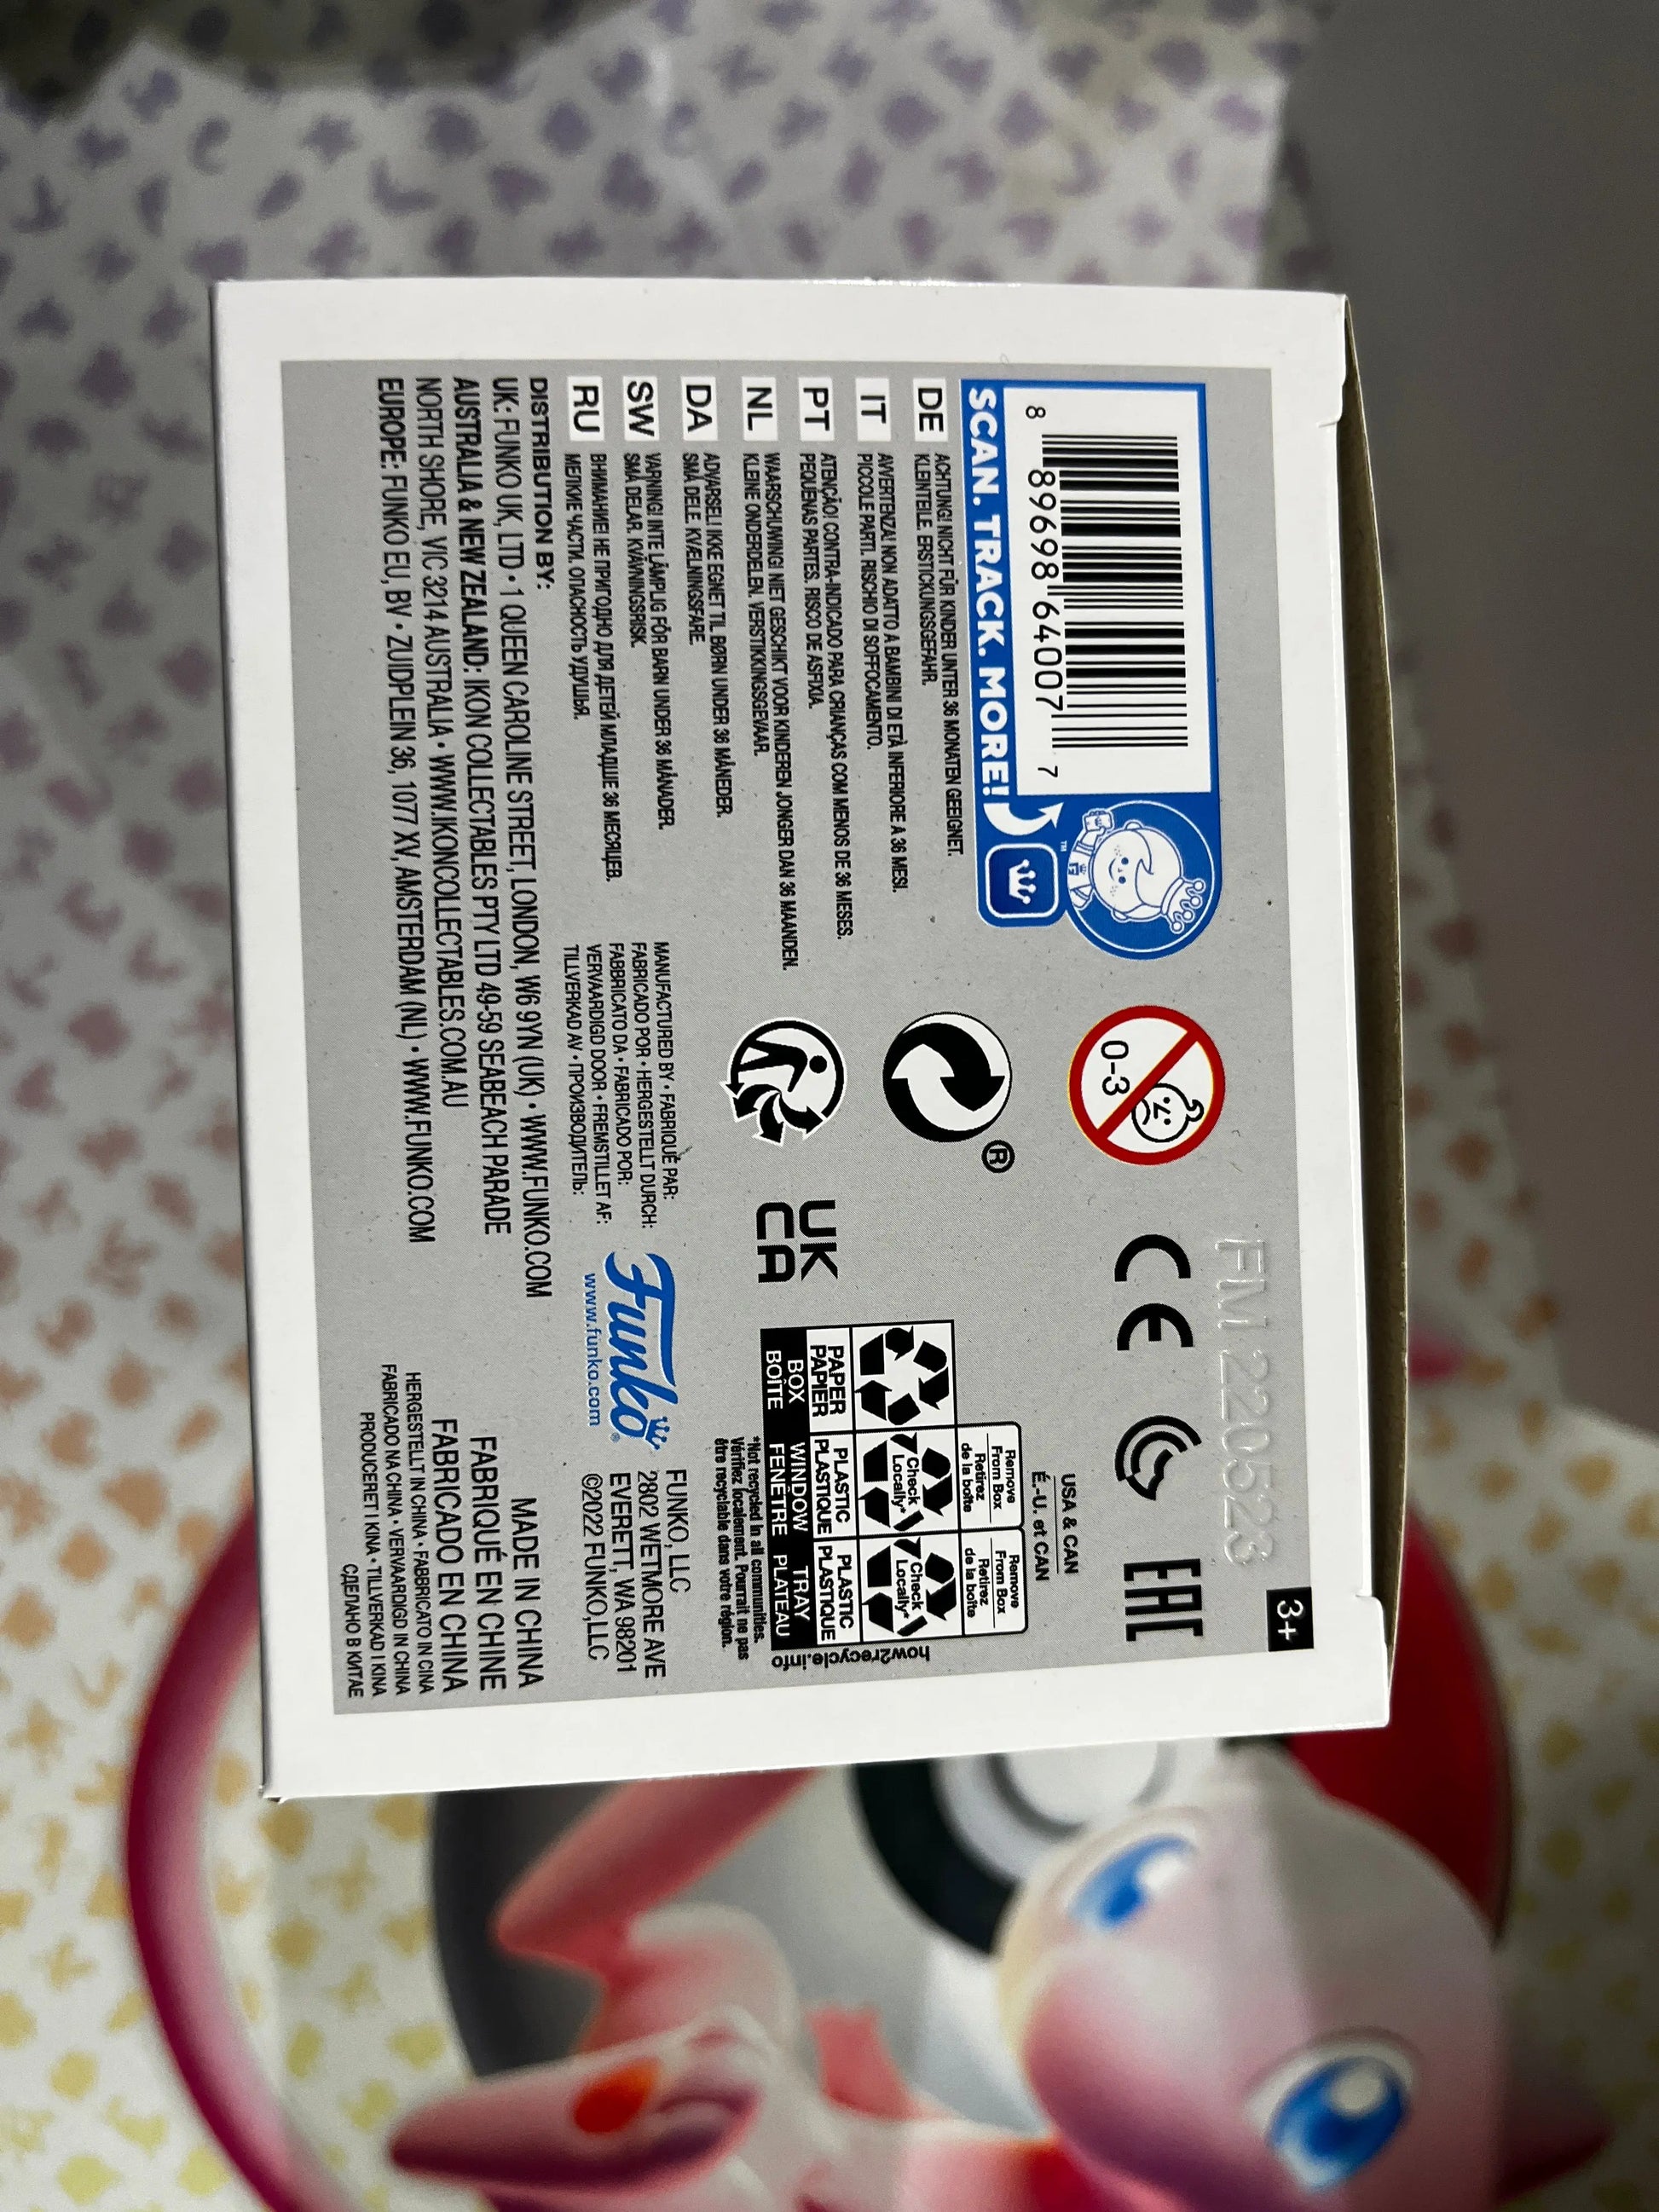 3+
FM 220523
8 89698 64007 7
SCAN. TRACK. MORE!
TM
0-3
CE
EAC
DE ACHTUNG! NICHT FÜR KINDER UNTER 36 MONATEN GEEIGNET.
KLEINTEILE. ERSTICKUNGSGEFAHR.
IT AVVERTENZA! NON ADATTO A BAMBINI DI ETÀ INFERIORE A 36 MESI.
PICCOLE PARTI. RISCHIO DI SOFFOCAMENTO.
PT ATENÇÃO! CONTRA-INDICADO PARA CRIANÇAS COM MENOS DE 36 MESES.
PEQUENAS PARTES. RISCO DE ASFIXIA.
NL WAARSCHUWING! NIET GESCHIKT VOOR KINDEREN JONGER DAN 36 MAANDEN.
KLEINE ONDERDELEN. VERSTIKKINGSGEVAAR.
DA ADVARSEL! IKKE EGNET TIL BØRN UNDER 36 MÅNEDER.
SMÅ DELE. KVÆLNINGSFARE.
SW VARNING! INTE LÄMPLIG FÖR BARN UNDER 36 MÅNADER.
SMÅ DELAR. KVÄVNINGSRISK.
RU ВНИМАНИЕ! НЕ ПРИГОДНО ДЛЯ ДЕТЕЙ МЛАДШЕ 36 МЕСЯЦЕВ.
МЕЛКИЕ ЧАСТИ. ОПАСНОСТЬ УДУШЬЯ.
®
UK
CA
USA & CAN
É.-U. et CAN
Remove
From Box
Retirez
de la boîte
Remove
From Box
Retirez
de la boîte
Check
Locally*
Check
Locally*
PAPER
PAPIER
PLASTIC
PLASTIQUE
PLASTIC
PLASTIQUE
BOX
BOÎTE
WINDOW
FENÊTRE
TRAY
PLATEAU
how2recycle.info
*Not recycled in all communities.
Vérifiez localement. Pourrait ne pas
être recyclable dans votre région.
MANUFACTURED BY • FABRIQUÉ PAR:
FABRICADO POR • HERGESTELLT DURCH:
FABBRICATO DA • FABRICADO POR:
VERVAARDIGD DOOR • FREMSTILLET AF:
TILLVERKAD AV • ПРОИЗВОДИТЕЛЬ:
Funko®
www.funko.com
FUNKO, LLC
2802 WETMORE AVE
EVERETT, WA 98201
©2022 FUNKO,LLC
DISTRIBUTION BY:
UK: FUNKO UK, LTD • 1 QUEEN CAROLINE STREET, LONDON, W6 9YN (UK) • WWW.FUNKO.COM
AUSTRALIA & NEW ZEALAND: IKON COLLECTABLES PTY LTD 49-59 SEABEACH PARADE
NORTH SHORE, VIC 3214 AUSTRALIA • WWW.IKONCOLLECTABLES.COM.AU
EUROPE: FUNKO EU, BV • ZUIDPLEIN 36, 1077 XV, AMSTERDAM (NL) • WWW.FUNKO.COM
MADE IN CHINA
FABRIQUÉ EN CHINE
FABRICADO EN CHINA
HERGESTELLT IN CHINA • FABBRICATO IN CINA
FABRICADO NA CHINA • VERVAARDIGD IN CHINA
PRODUCERET I KINA • TILLVERKAD I KINA
СДЕЛАНО В КИТАЕ